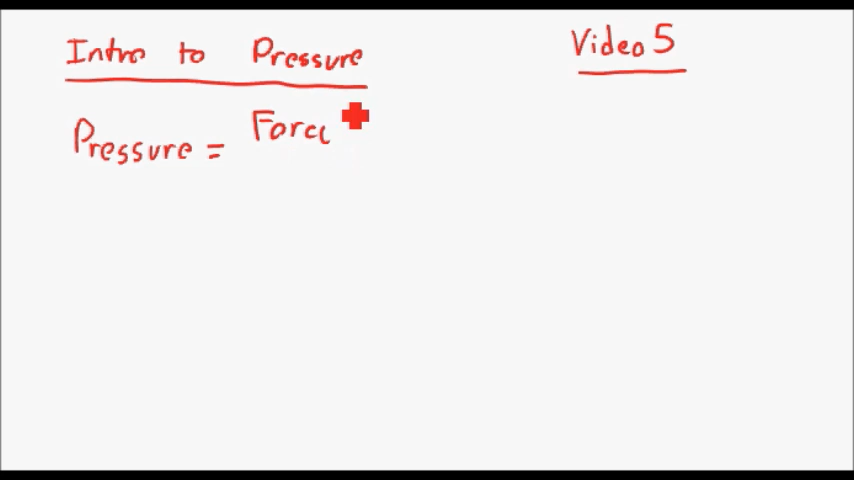 Intro to Pressure
Video 5
Pressure = Forc